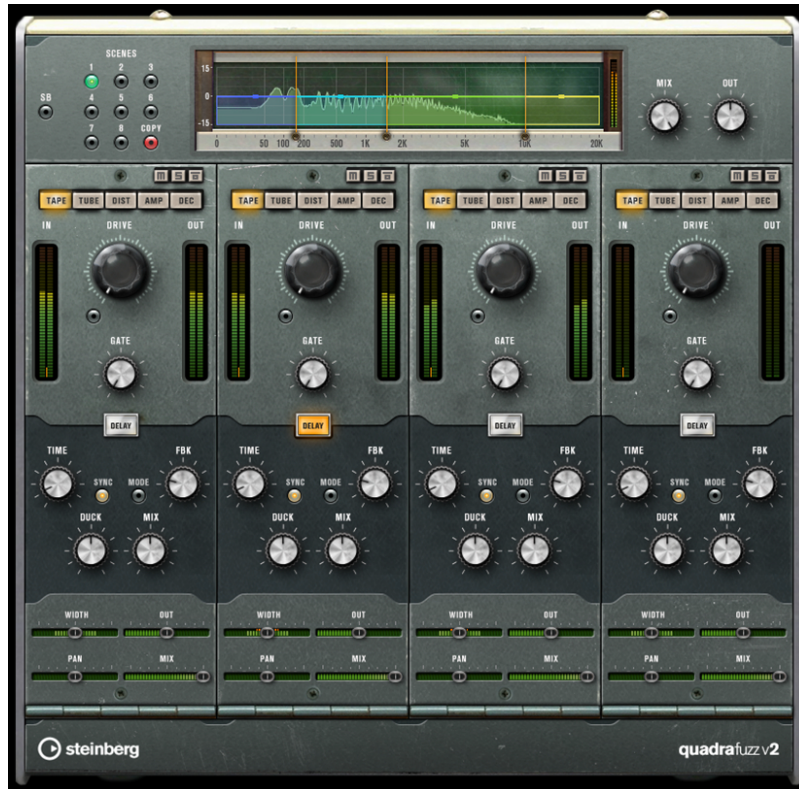 SCENES
1 2 3
SB
4 5 6
7 8 COPY
15
0
-15
0 50 100 200 500 1K 2K 5K 10K 20K
MIX OUT
M S
TAPE TUBE DIST AMP DEC
IN DRIVE OUT
GATE
DELAY
TIME FBK
SYNC MODE
DUCK MIX
WIDTH OUT
PAN MIX
M S
TAPE TUBE DIST AMP DEC
IN DRIVE OUT
GATE
DELAY
TIME FBK
SYNC MODE
DUCK MIX
WIDTH OUT
PAN MIX
M S
TAPE TUBE DIST AMP DEC
IN DRIVE OUT
GATE
DELAY
TIME FBK
SYNC MODE
DUCK MIX
WIDTH OUT
PAN MIX
M S
TAPE TUBE DIST AMP DEC
IN DRIVE OUT
GATE
DELAY
TIME FBK
SYNC MODE
DUCK MIX
WIDTH OUT
PAN MIX
steinberg
quadrafuzz v2